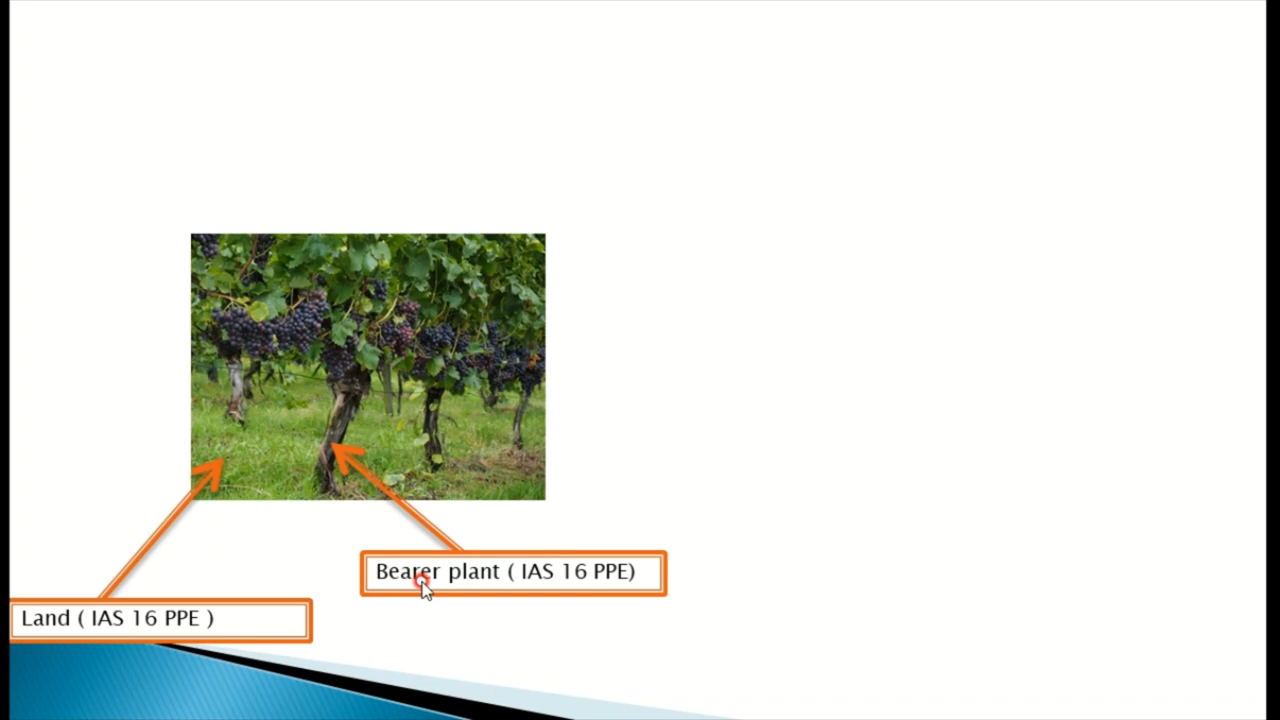 Bearer plant ( IAS 16 PPE)
Land ( IAS 16 PPE )